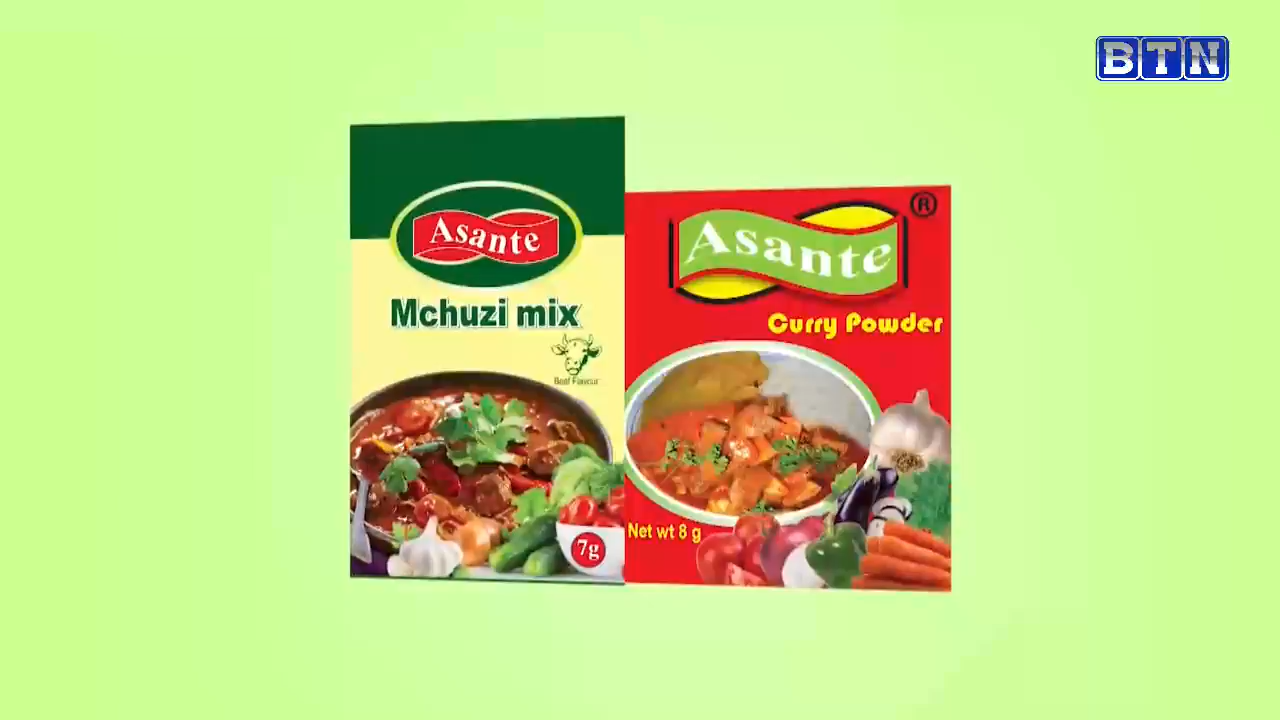 BTN
Asante
Mchuzi mix
Beef Flavour
7g
Asante
®
Curry Powder
Net wt 8 g